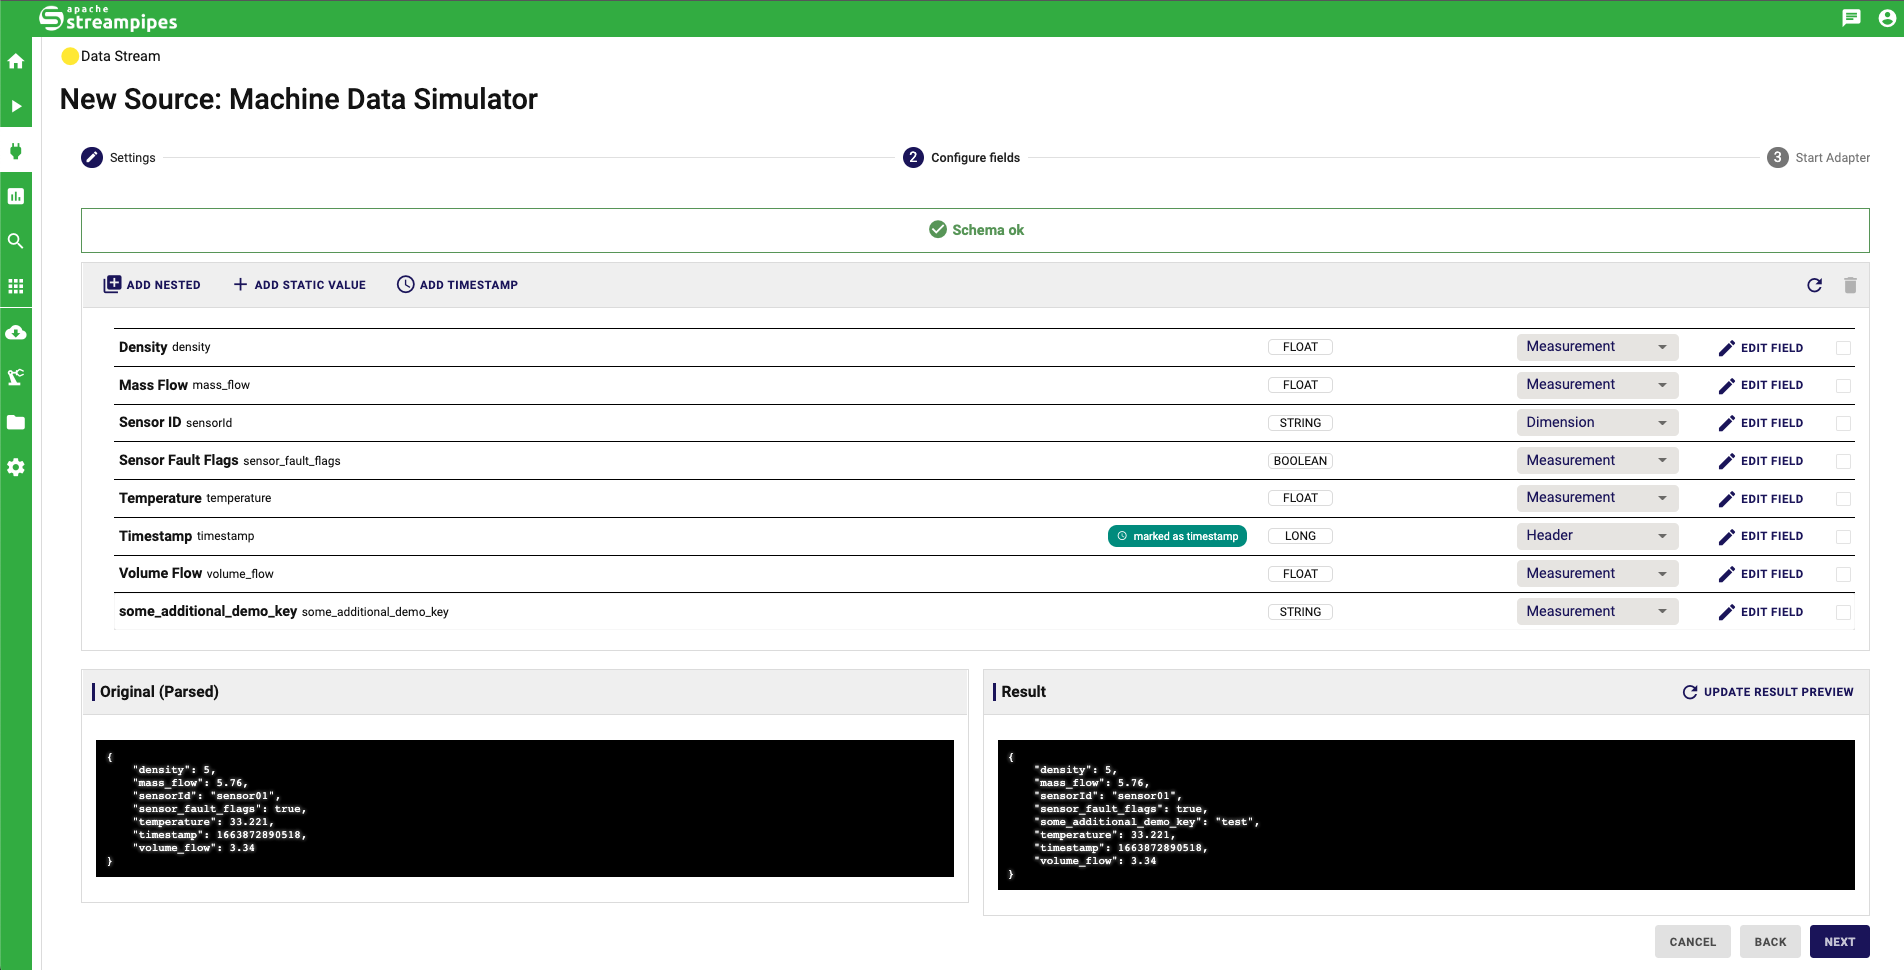 apache
streampipes
Data Stream
New Source: Machine Data Simulator
Settings
2 Configure fields
3 Start Adapter
Schema ok
ADD NESTED ADD STATIC VALUE ADD TIMESTAMP
Density density FLOAT Measurement EDIT FIELD
Mass Flow mass_flow FLOAT Measurement EDIT FIELD
Sensor ID sensorId STRING Dimension EDIT FIELD
Sensor Fault Flags sensor_fault_flags BOOLEAN Measurement EDIT FIELD
Temperature temperature FLOAT Measurement EDIT FIELD
Timestamp timestamp marked as timestamp LONG Header EDIT FIELD
Volume Flow volume_flow FLOAT Measurement EDIT FIELD
some_additional_demo_key some_additional_demo_key STRING Measurement EDIT FIELD
Original (Parsed)
{
"density": 5,
"mass_flow": 5.76,
"sensorId": "sensor01",
"sensor_fault_flags": true,
"temperature": 33.221,
"timestamp": 1663872890518,
"volume_flow": 3.34
}
Result UPDATE RESULT PREVIEW
{
"density": 5,
"mass_flow": 5.76,
"sensorId": "sensor01",
"sensor_fault_flags": true,
"some_additional_demo_key": "test",
"temperature": 33.221,
"timestamp": 1663872890518,
"volume_flow": 3.34
}
CANCEL BACK NEXT